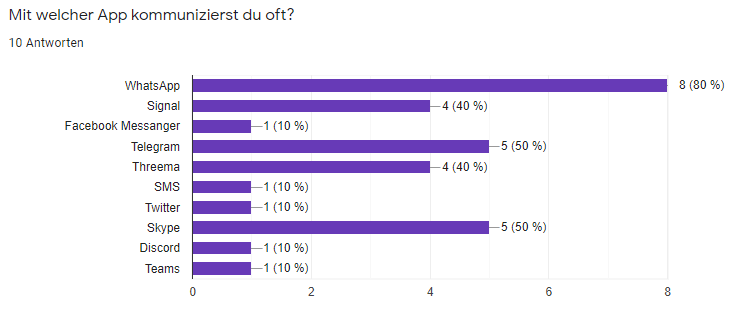 Mit welcher App kommunizierst du oft?
10 Antworten
WhatsApp 8 (80 %)
Signal 4 (40 %)
Facebook Messanger 1 (10 %)
Telegram 5 (50 %)
Threema 4 (40 %)
SMS 1 (10 %)
Twitter 1 (10 %)
Skype 5 (50 %)
Discord 1 (10 %)
Teams 1 (10 %)
0 2 4 6 8